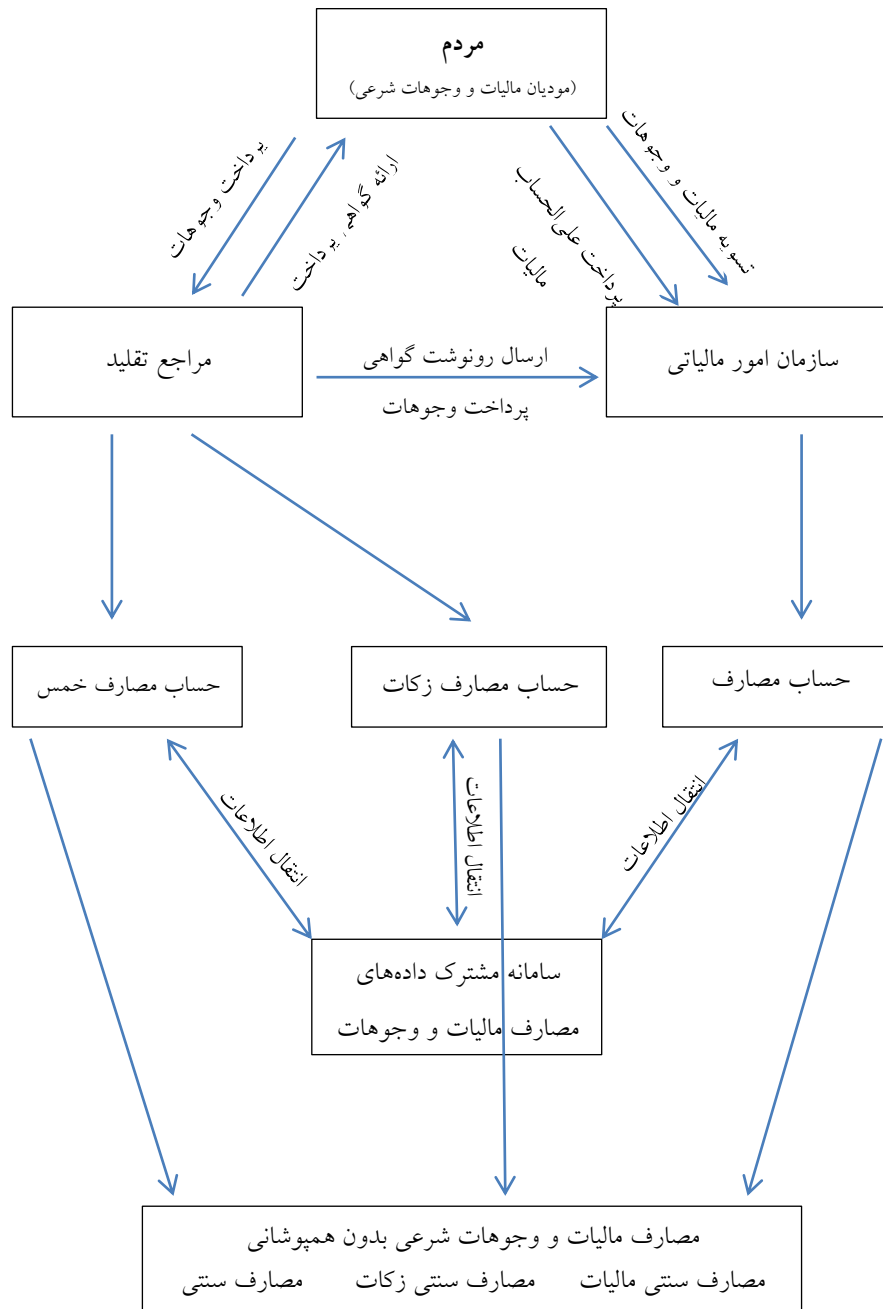 مردم
(مودیان مالیات و وجوهات شرعی)
تسویه مالیات و وجوهات
پرداخت علی‌الحساب
مالیات
ارائه گواهی پرداخت
پرداخت وجوهات
سازمان امور مالیاتی
ارسال رونوشت گواهی
پرداخت وجوهات
مراجع تقلید
حساب مصارف
حساب مصارف زکات
حساب مصارف خمس
انتقال اطلاعات
انتقال اطلاعات
انتقال اطلاعات
سامانه مشترک داده‌های
مصارف مالیات و وجوهات
مصارف مالیات و وجوهات شرعی بدون همپوشانی
مصارف سنتی مالیات مصارف سنتی زکات مصارف سنتی